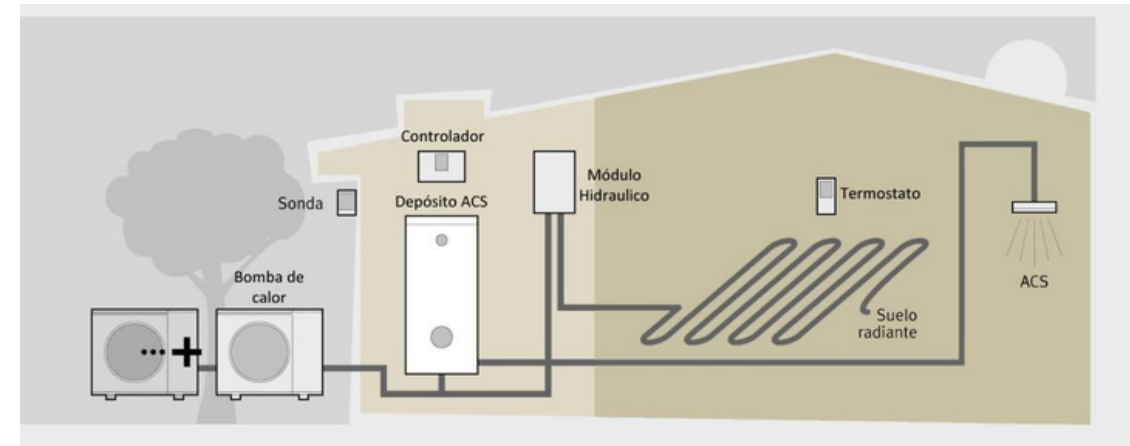 Controlador
Módulo
Hidraulico
Sonda
Depósito ACS
Termostato
Bomba de
calor
ACS
Suelo
radiante